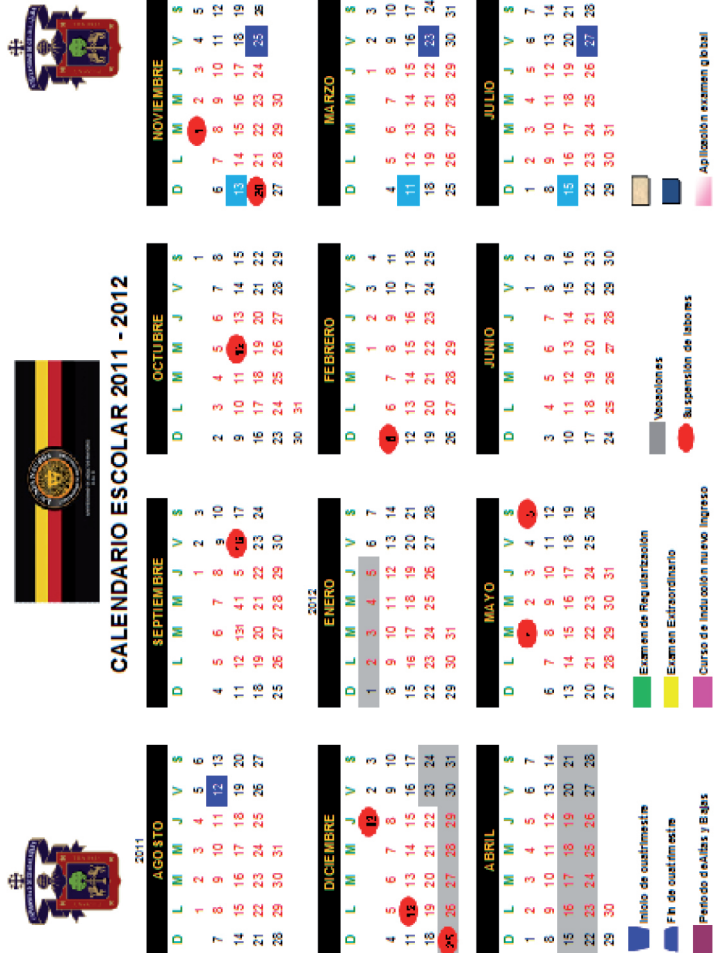 CALENDARIO ESCOLAR 2011 - 2012
2011
AGOSTO
D L M M J V S
1 2 3 4 5 6
7 8 9 10 11 12 13
14 15 16 17 18 19 20
21 22 23 24 25 26 27
28 29 30 31
SEPTIEMBRE
D L M M J V S
1 2 3
4 5 6 7 8 9 10
11 12 131 41 5 16 17
18 19 20 21 22 23 24
25 26 27 28 29 30
OCTUBRE
D L M M J V S
1
2 3 4 5 6 7 8
9 10 11 12 13 14 15
16 17 18 19 20 21 22
23 24 25 26 27 28 29
30 31
NOVIEMBRE
D L M M J V S
1 2 3 4 5
6 7 8 9 10 11 12
13 14 15 16 17 18 19
20 21 22 23 24 25 26
27 28 29 30
DICIEMBRE
D L M M J V S
2 3
4 5 6 7 8 9 10
11 12 13 14 15 16 17
18 19 20 21 22 23 24
25 26 27 28 29 30 31
2012
ENERO
D L M M J V S
1 2 3 4 5 6 7
8 9 10 11 12 13 14
15 16 17 18 19 20 21
22 23 24 25 26 27 28
29 30 31
FEBRERO
D L M M J V S
1 2 3 4
6 7 8 9 10 11
12 13 14 15 16 17 18
19 20 21 22 23 24 25
26 27 28 29
MARZO
D L M M J V S
1 2 3
4 5 6 7 8 9 10
11 12 13 14 15 16 17
18 19 20 21 22 23 24
25 26 27 28 29 30 31
ABRIL
D L M M J V S
1 2 3 4 5 6 7
8 9 10 11 12 13 14
15 16 17 18 19 20 21
22 23 24 25 26 27 28
29 30
MAYO
D L M M J V S
1 2 3 4 5
6 7 8 9 10 11 12
13 14 15 16 17 18 19
20 21 22 23 24 25 26
27 28 29 30 31
JUNIO
D L M M J V S
1 2
3 4 5 6 7 8 9
10 11 12 13 14 15 16
17 18 19 20 21 22 23
24 25 26 27 28 29 30
JULIO
D L M M J V S
1 2 3 4 5 6 7
8 9 10 11 12 13 14
15 16 17 18 19 20 21
22 23 24 25 26 27 28
29 30 31
Inicio de cuatrimestre
Examen de Regularización
Vacaciones
Fin de cuatrimestre
Examen Extraordinario
Suspensión de labores
Periodo de Altas y Bajas
Curso de Inducción nuevo Ingreso
Aplicación examen global